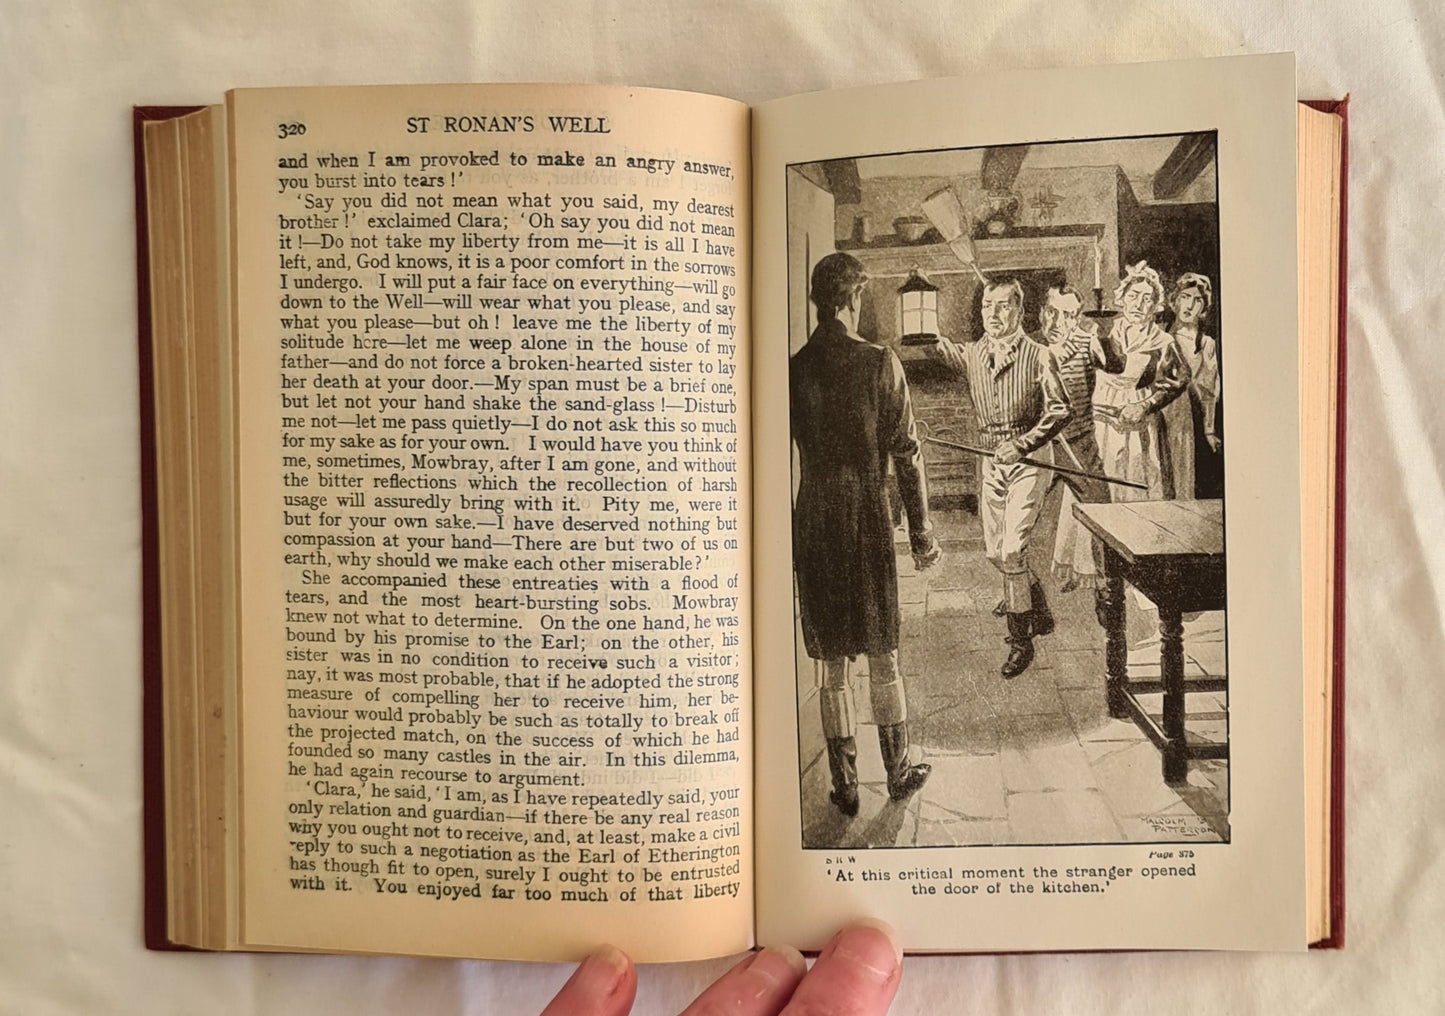 320 ST RONAN'S WELL
and when I am provoked to make an angry answer,
you burst into tears !'
'Say you did not mean what you said, my dearest
brother !' exclaimed Clara; 'Oh say you did not mean
it !—Do not take my liberty from me—it is all I have
left, and, God knows, it is a poor comfort in the sorrows
I undergo. I will put a fair face on everything—will go
down to the Well—will wear what you please, and say
what you please—but oh ! leave me the liberty of my
solitude here—let me weep alone in the house of my
father—and do not force a broken-hearted sister to lay
her death at your door.—My span must be a brief one,
but let not your hand shake the sand-glass !—Disturb
me not—let me pass quietly—I do not ask this so much
for my sake as for your own. I would have you think of
me, sometimes, Mowbray, after I am gone, and without
the bitter reflections which the recollection of harsh
usage will assuredly bring with it. Pity me, were it
but for your own sake.—I have deserved nothing but
compassion at your hand—There are but two of us on
earth, why should we make each other miserable?'
She accompanied these entreaties with a flood of
tears, and the most heart-bursting sobs. Mowbray
knew not what to determine. On the one hand, he was
bound by his promise to the Earl; on the other, his
sister was in no condition to receive such a visitor;
nay, it was most probable, that if he adopted the strong
measure of compelling her to receive him, her be-
haviour would probably be such as totally to break off
the projected match, on the success of which he had
founded so many castles in the air. In this dilemma,
he had again recourse to argument.
'Clara,' he said, 'I am, as I have repeatedly said, your
only relation and guardian—if there be any real reason
why you ought not to receive, and, at least, make a civil
reply to such a negotiation as the Earl of Etherington
has though fit to open, surely I ought to be entrusted
with it. You enjoyed far too much of that liberty
MALCOLM
PATTERSON
S R W Page 375
'At this critical moment the stranger opened
the door of the kitchen.'